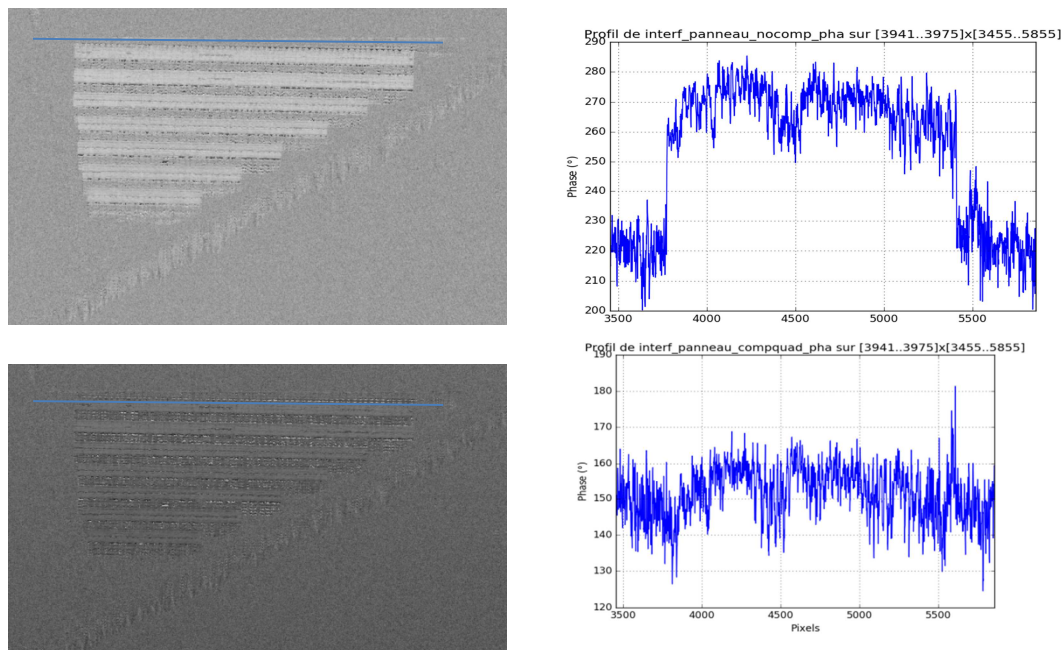 Profil de interf_panneau_nocomp_pha sur [3941..3975]x[3455..5855]
290
280
270
260
250
240
230
220
210
200
Phase (°)
3500 4000 4500 5000 5500
Profil de interf_panneau_compquad_pha sur [3941..3975]x[3455..5855]
190
180
170
160
150
140
130
120
Phase (°)
3500 4000 4500 5000 5500
Pixels